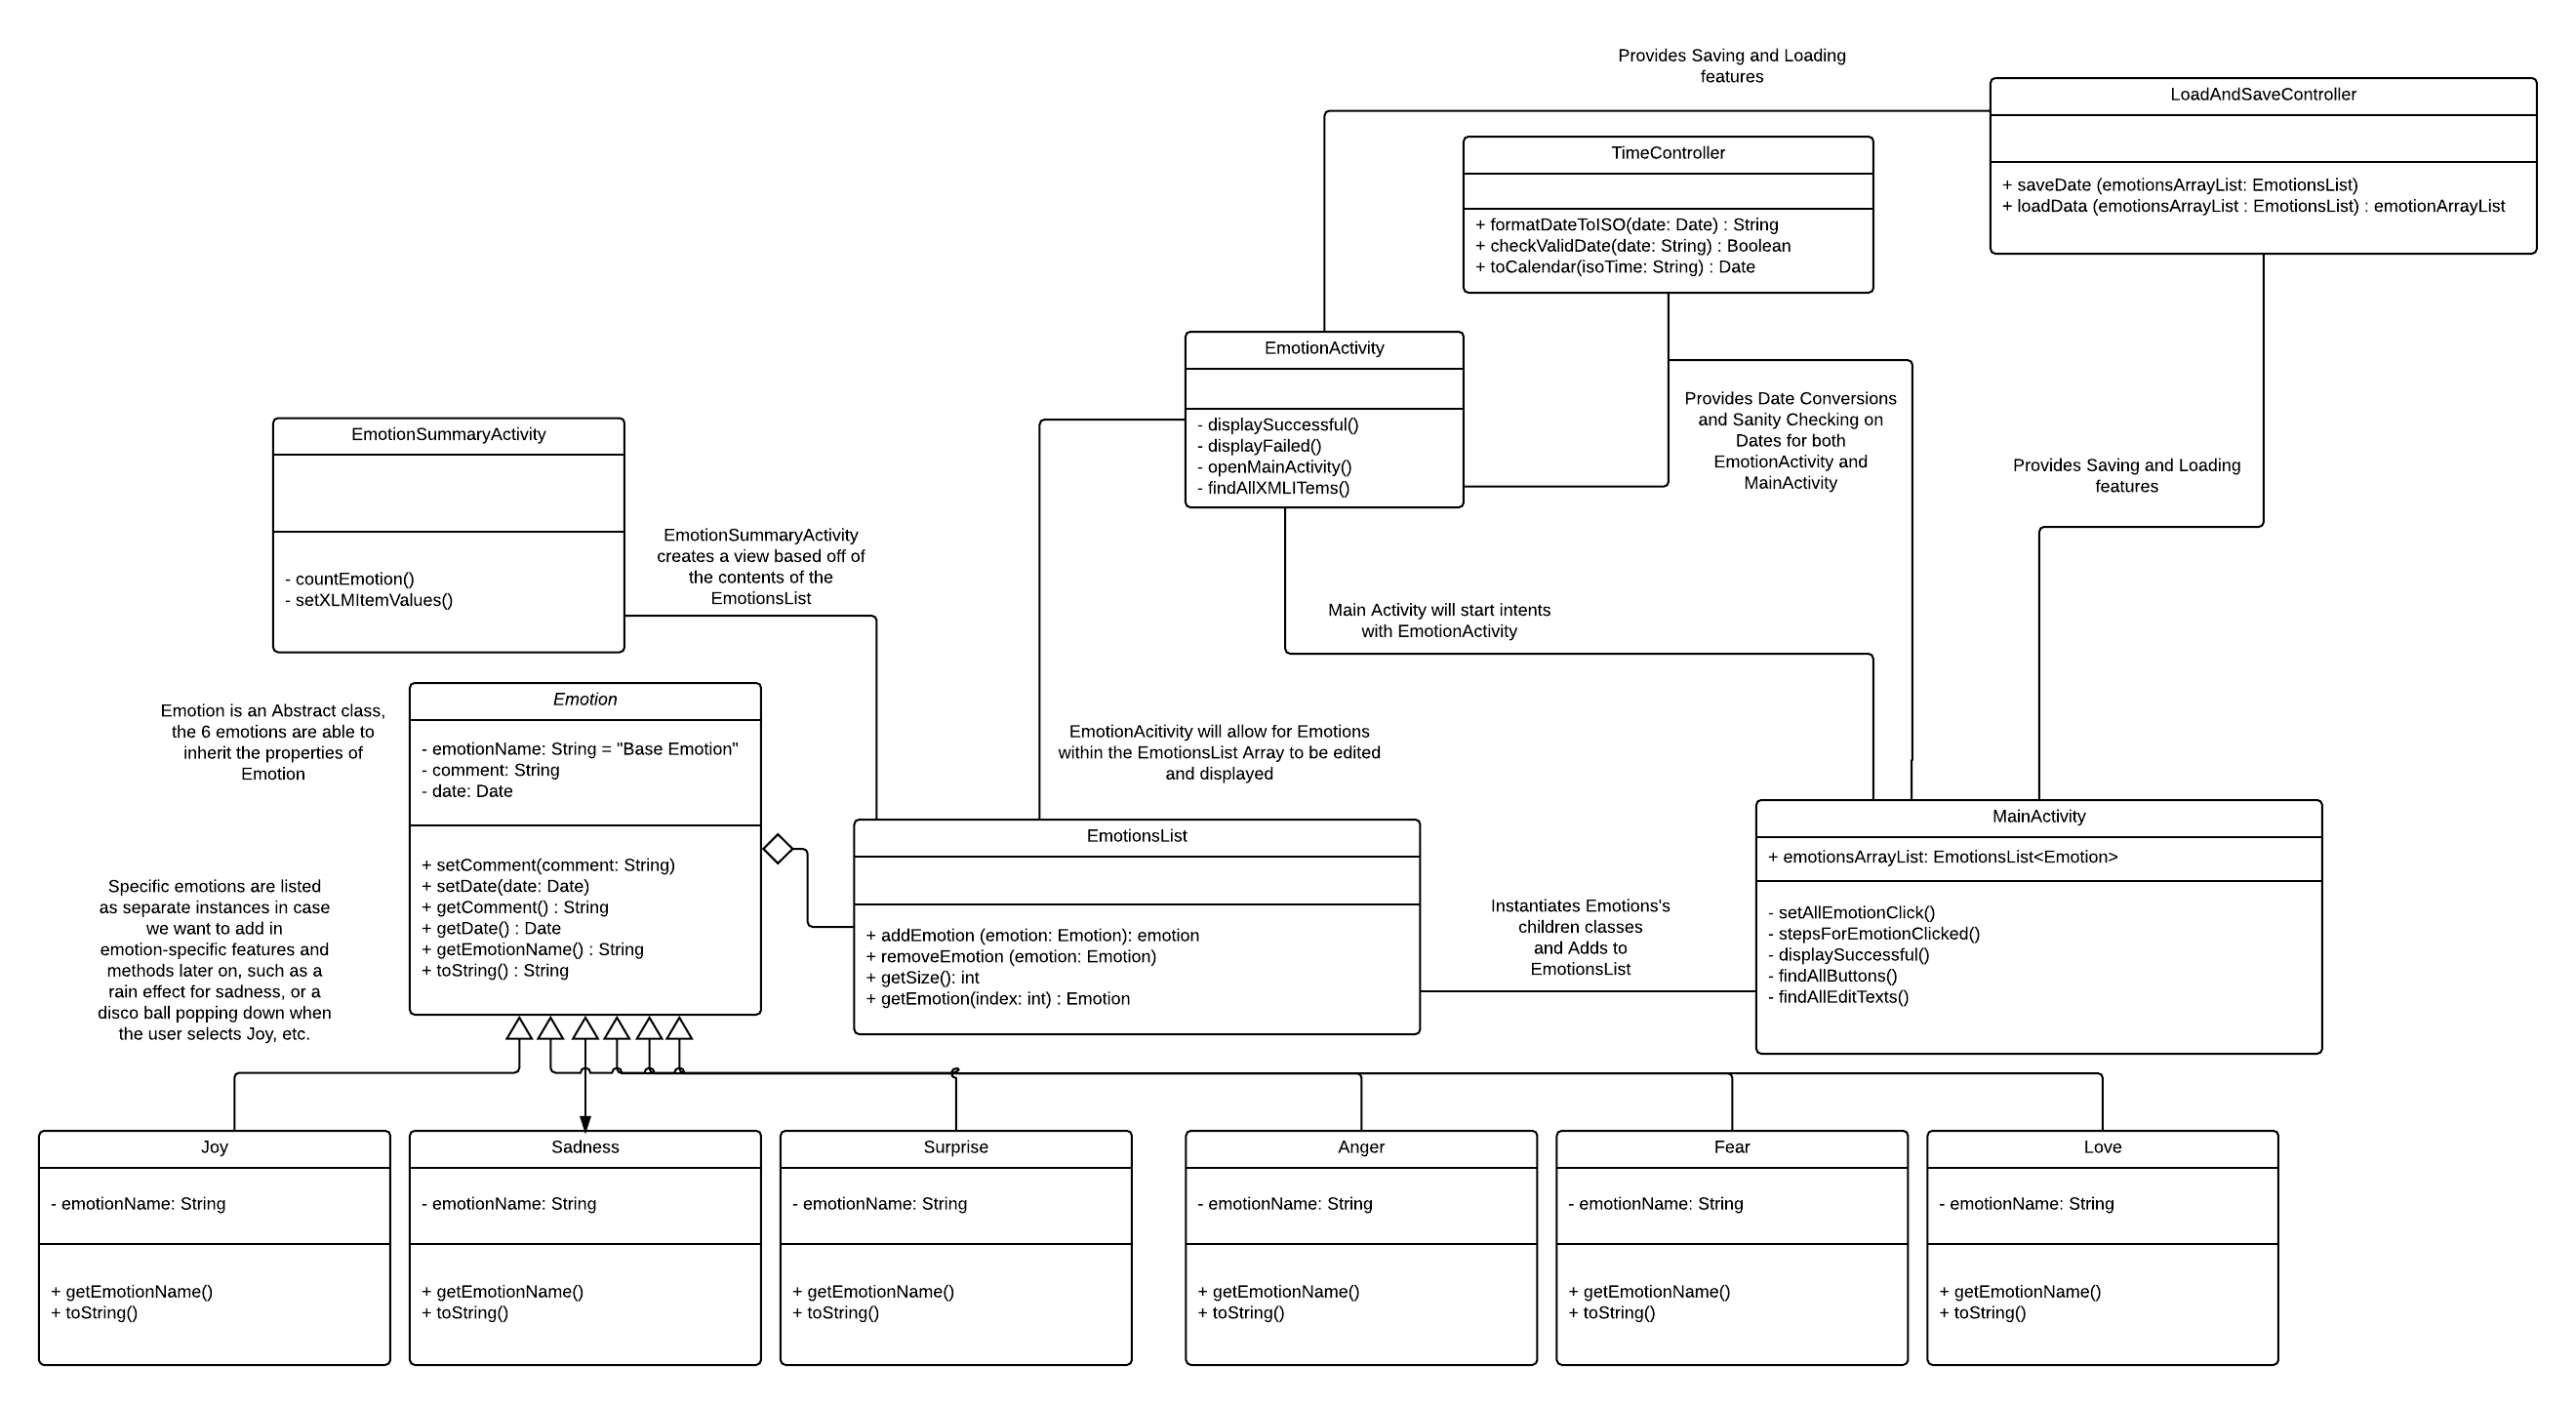 Provides Saving and Loading
features
LoadAndSaveController
+ saveDate (emotionsArrayList: EmotionsList)
+ loadData (emotionsArrayList : EmotionsList) : emotionArrayList
TimeController
+ formatDateToISO(date: Date) : String
+ checkValidDate(date: String) : Boolean
+ toCalendar(isoTime: String) : Date
EmotionActivity
- displaySuccessful()
- displayFailed()
- openMainActivity()
- findAllXMLITems()
Provides Date Conversions
and Sanity Checking on
Dates for both
EmotionActivity and
MainActivity
Provides Saving and Loading
features
EmotionSummaryActivity
- countEmotion()
- setXLMItemValues()
EmotionSummaryActivity
creates a view based off of
the contents of the
EmotionsList
Main Activity will start intents
with EmotionActivity
Emotion is an Abstract class,
the 6 emotions are able to
inherit the properties of
Emotion
Emotion
- emotionName: String = "Base Emotion"
- comment: String
- date: Date
+ setComment(comment: String)
+ setDate(date: Date)
+ getComment() : String
+ getDate() : Date
+ getEmotionName() : String
+ toString() : String
EmotionAcitivity will allow for Emotions
within the EmotionsList Array to be edited
and displayed
Specific emotions are listed
as separate instances in case
we want to add in
emotion-specific features and
methods later on, such as a
rain effect for sadness, or a
disco ball popping down when
the user selects Joy, etc.
EmotionsList
+ addEmotion (emotion: Emotion): emotion
+ removeEmotion (emotion: Emotion)
+ getSize(): int
+ getEmotion(index: int) : Emotion
Instantiates Emotions's
children classes
and Adds to
EmotionsList
MainActivity
+ emotionsArrayList: EmotionsList<Emotion>
- setAllEmotionClick()
- stepsForEmotionClicked()
- displaySuccessful()
- findAllButtons()
- findAllEditTexts()
Joy
- emotionName: String
+ getEmotionName()
+ toString()
Sadness
- emotionName: String
+ getEmotionName()
+ toString()
Surprise
- emotionName: String
+ getEmotionName()
+ toString()
Anger
- emotionName: String
+ getEmotionName()
+ toString()
Fear
- emotionName: String
+ getEmotionName()
+ toString()
Love
- emotionName: String
+ getEmotionName()
+ toString()